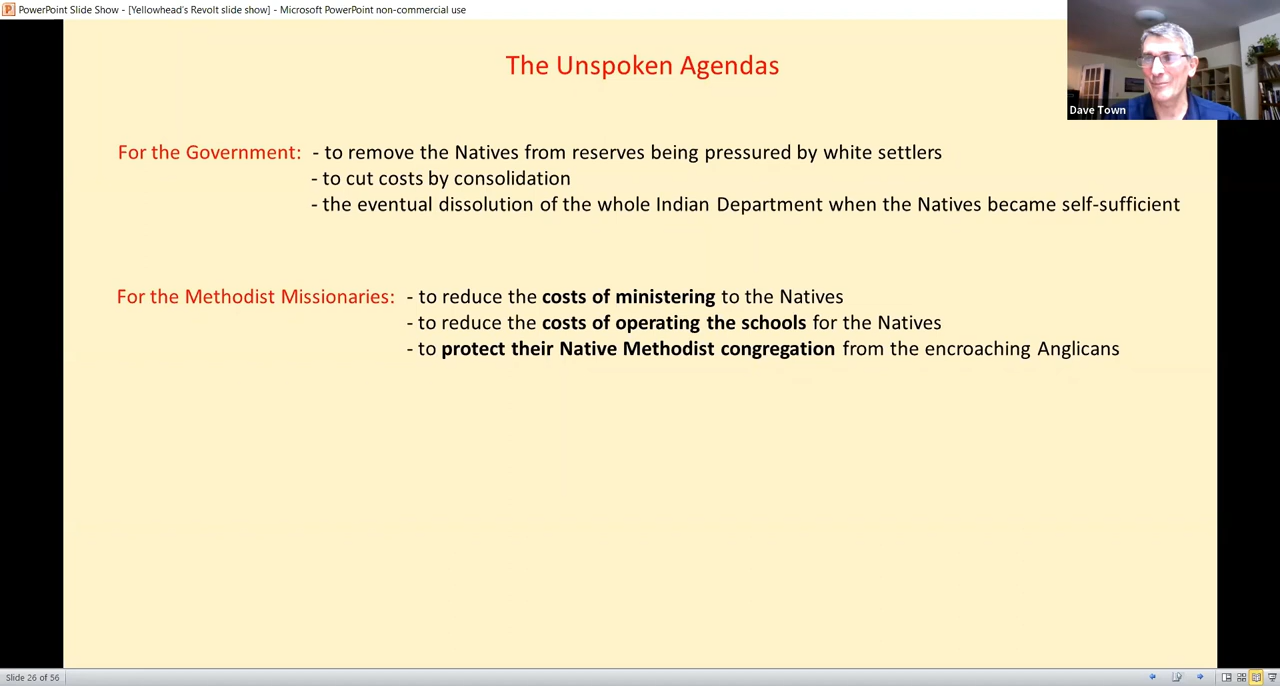 PowerPoint Slide Show - [Yellowhead's Revolt slide show] - Microsoft PowerPoint non-commercial use
Dave Town
The Unspoken Agendas
For the Government: - to remove the Natives from reserves being pressured by white settlers
- to cut costs by consolidation
- the eventual dissolution of the whole Indian Department when the Natives became self-sufficient
For the Methodist Missionaries: - to reduce the costs of ministering to the Natives
- to reduce the costs of operating the schools for the Natives
- to protect their Native Methodist congregation from the encroaching Anglicans
Slide 26 of 56